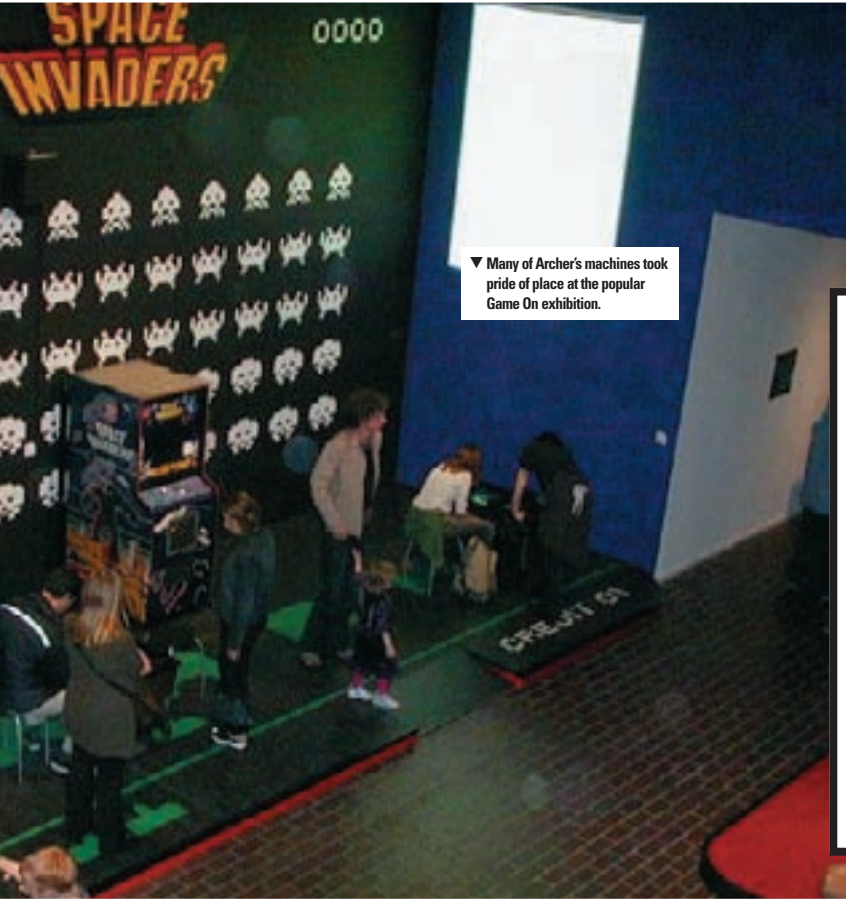 SPACE
INVADERS
0000
▼ Many of Archer's machines took
pride of place at the popular
Game On exhibition.
CREDIT 01